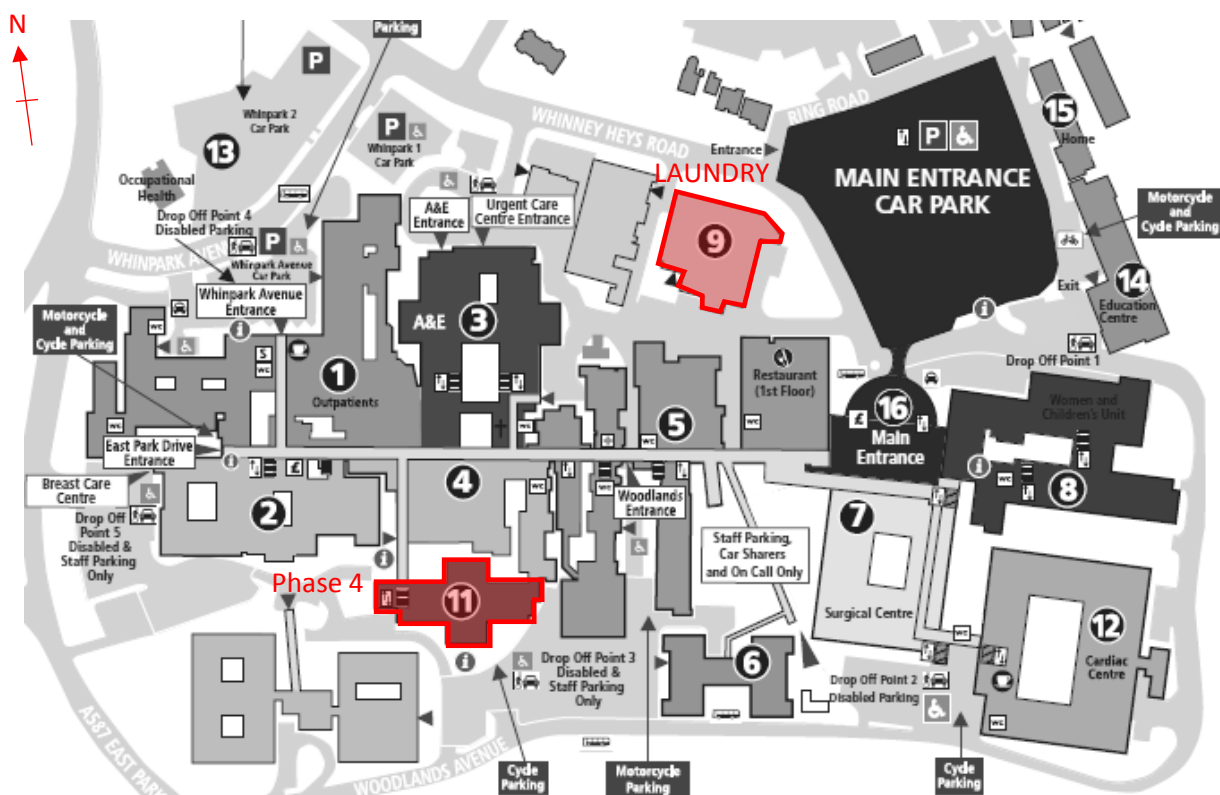 N
Parking
P
Whinpark 2
Car Park
13
P
Whinpark 1
Car Park
WHINNEY HEYS ROAD
RING ROAD
Entrance
P
MAIN ENTRANCE
CAR PARK
15
Home
Motorcycle
and
Cycle Parking
LAUNDRY
9
Occupational
Health
Drop Off Point 4
Disabled Parking
A&E
Entrance
Urgent Care
Centre Entrance
WHINPARK AVE
P
Whinpark Avenue
Car Park
Whinpark Avenue
Entrance
Exit
14
Education
Centre
Drop Off Point 1
Motorcycle
and
Cycle Parking
WC
i
S
WC
A&E
3
1
Outpatients
Restaurant
(1st Floor)
i
£
16
Main
Entrance
Women and
Children's Unit
WC
5
WC
WC
East Park Drive
Entrance
i
£
i
WC
8
Breast Care
Centre
2
4
WC
WC
Woodlands
Entrance
7
Drop Off
Point 5
Disabled &
Staff Parking
Only
i
Staff Parking,
Car Sharers
and On Call Only
Phase 4
11
i
Surgical Centre
WC
12
Cardiac
Centre
Drop Off Point 3
Disabled &
Staff Parking
Only
6
Drop Off Point 2
Disabled Parking
WC
A587 EAST PARK
WOODLANDS AVENUE
Cycle
Parking
Motorcycle
Parking
Cycle
Parking